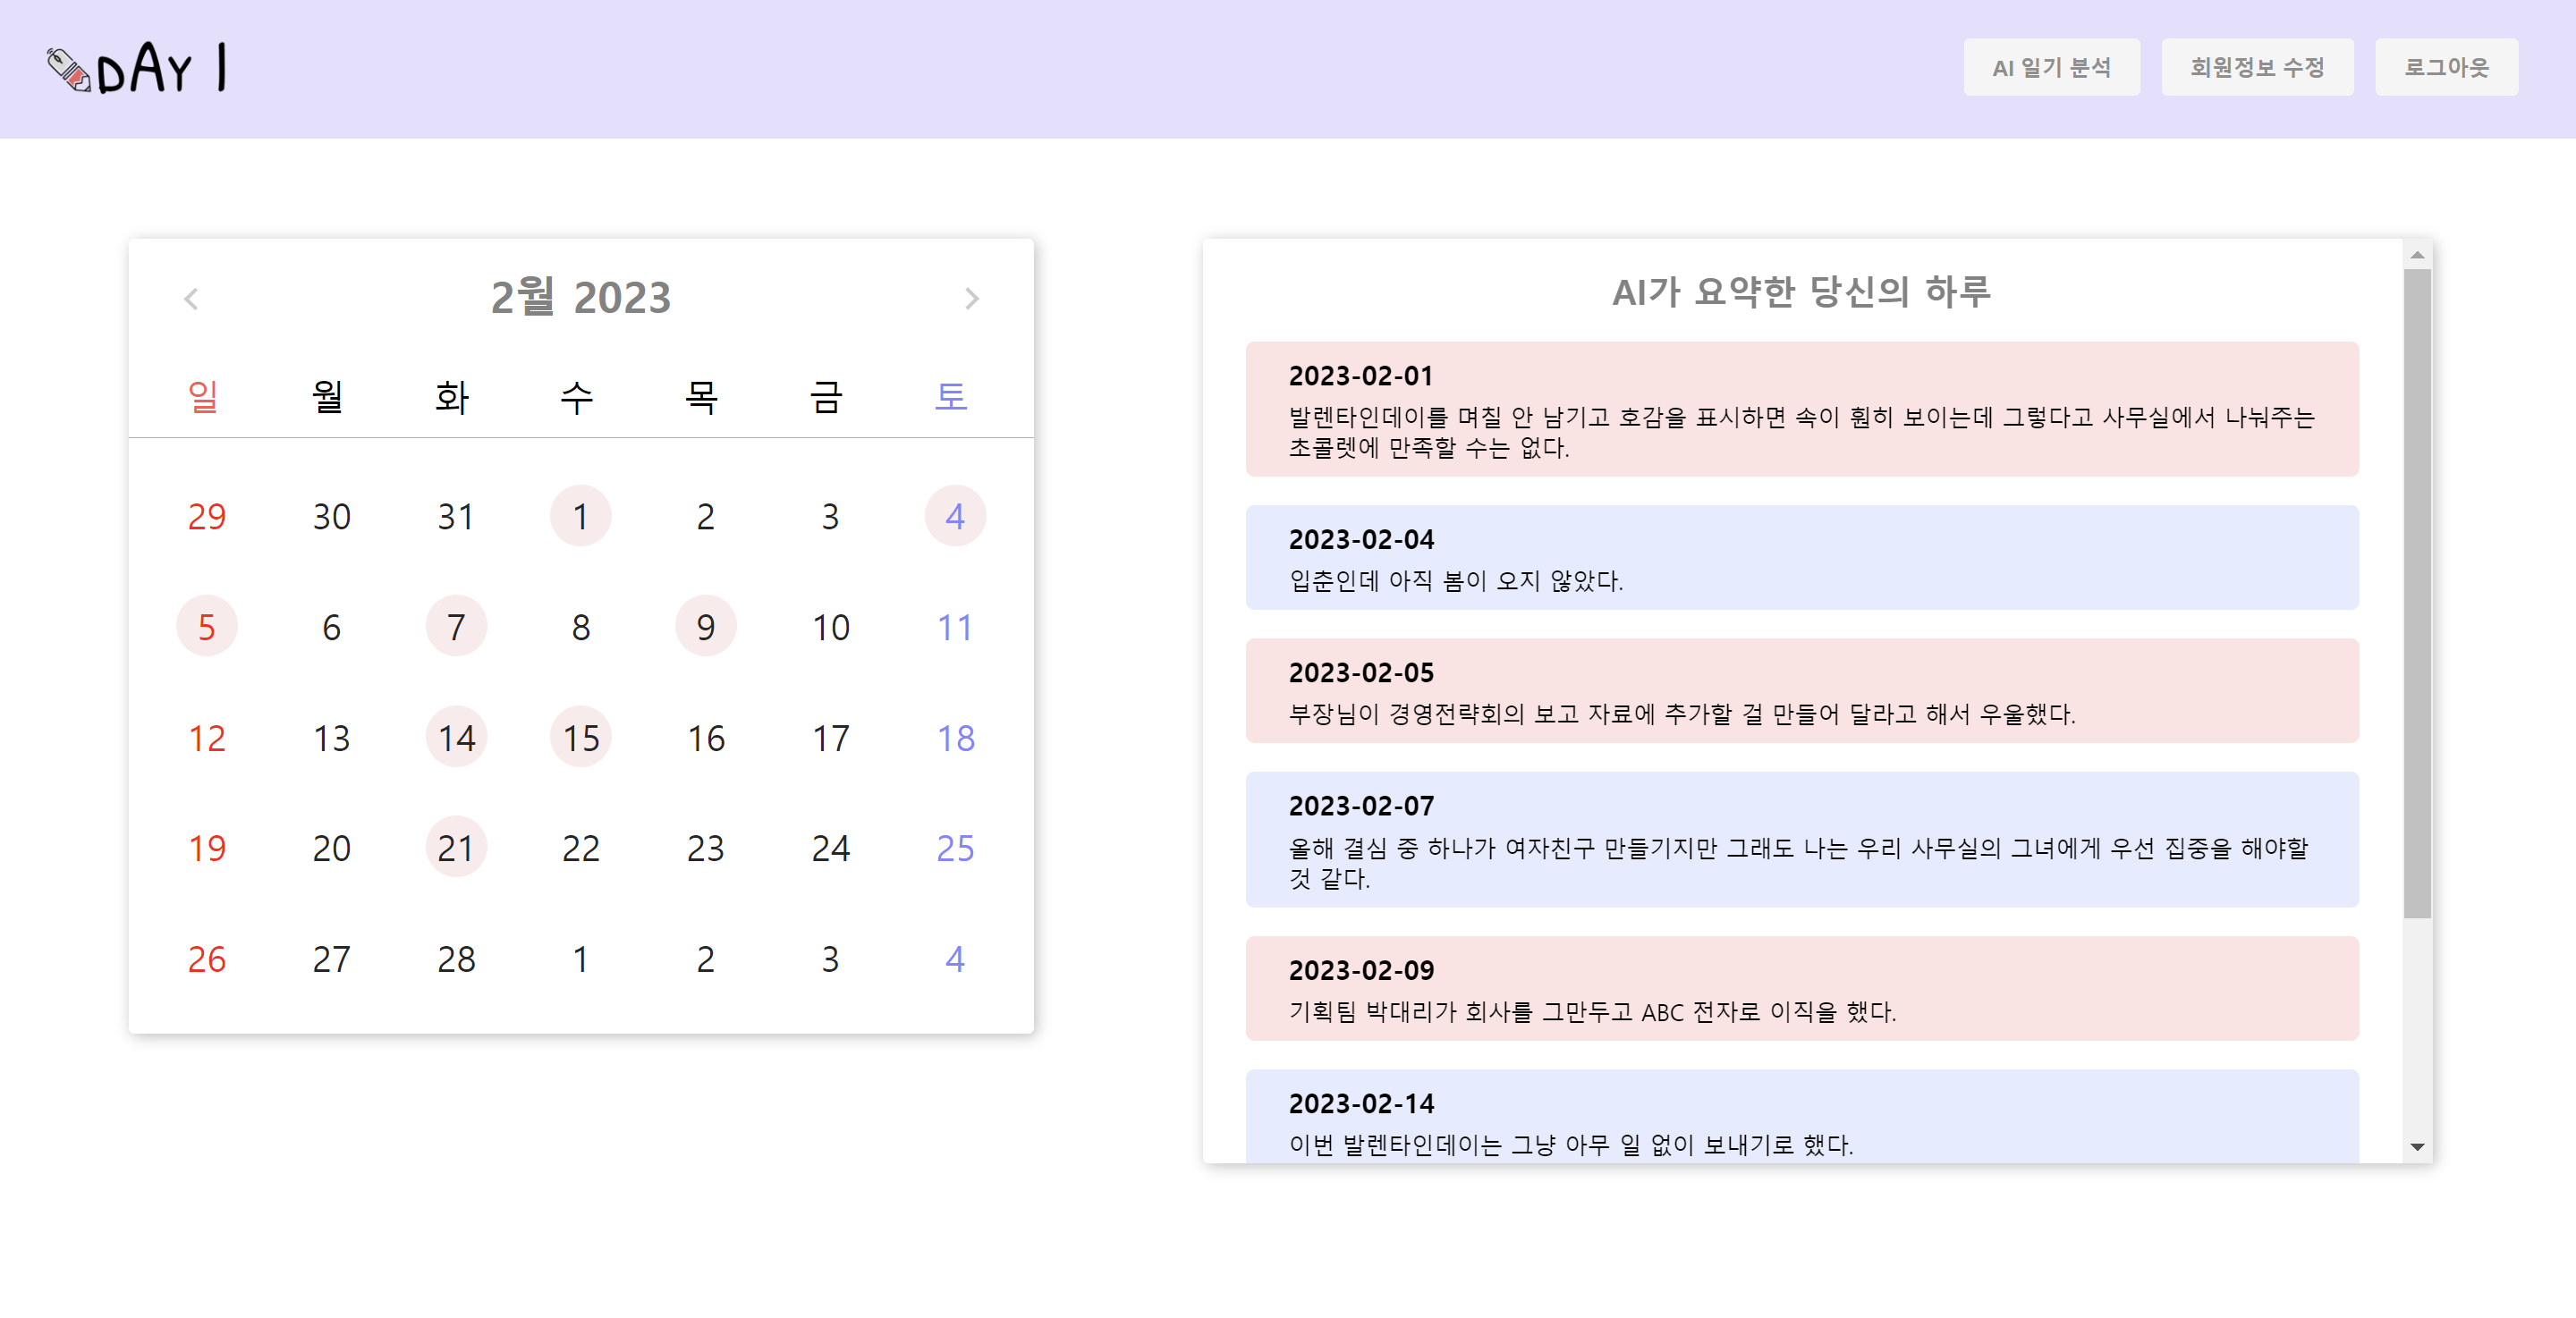 DAY 1
AI 일기 분석 회원정보 수정 로그아웃
2월 2023
일 월 화 수 목 금 토
29 30 31 1 2 3 4
5 6 7 8 9 10 11
12 13 14 15 16 17 18
19 20 21 22 23 24 25
26 27 28 1 2 3 4
AI가 요약한 당신의 하루
2023-02-01
발렌타인데이를 며칠 안 남기고 호감을 표시하면 속이 훤히 보이는데 그렇다고 사무실에서 나눠주는
초콜렛에 만족할 수는 없다.
2023-02-04
입춘인데 아직 봄이 오지 않았다.
2023-02-05
부장님이 경영전략회의 보고 자료에 추가할 걸 만들어 달라고 해서 우울했다.
2023-02-07
올해 결심 중 하나가 여자친구 만들기지만 그래도 나는 우리 사무실의 그녀에게 우선 집중을 해야할
것 같다.
2023-02-09
기획팀 박대리가 회사를 그만두고 ABC 전자로 이직을 했다.
2023-02-14
이번 발렌타인데이는 그냥 아무 일 없이 보내기로 했다.